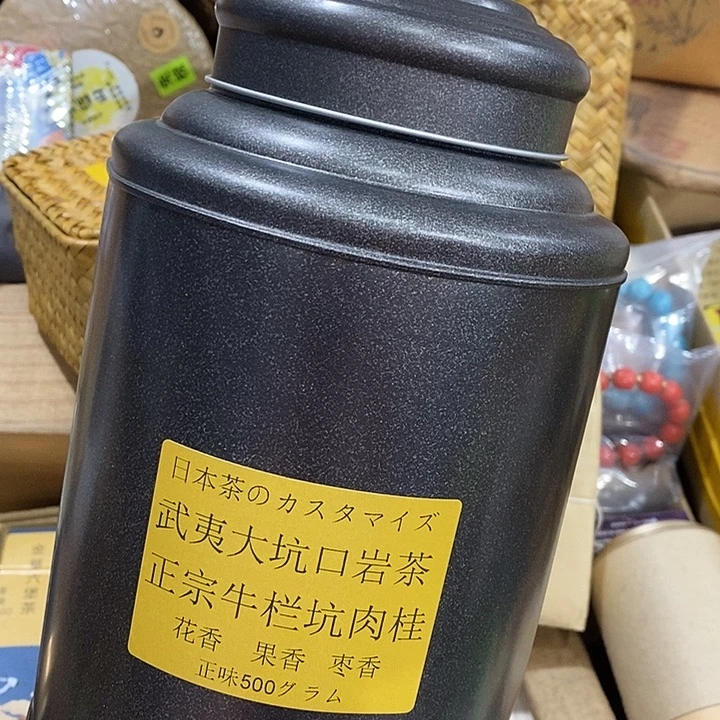 日本茶のカスタマイズ
武夷大坑口岩茶
正宗牛栏坑肉桂
花香 果香 枣香
正味500グラム